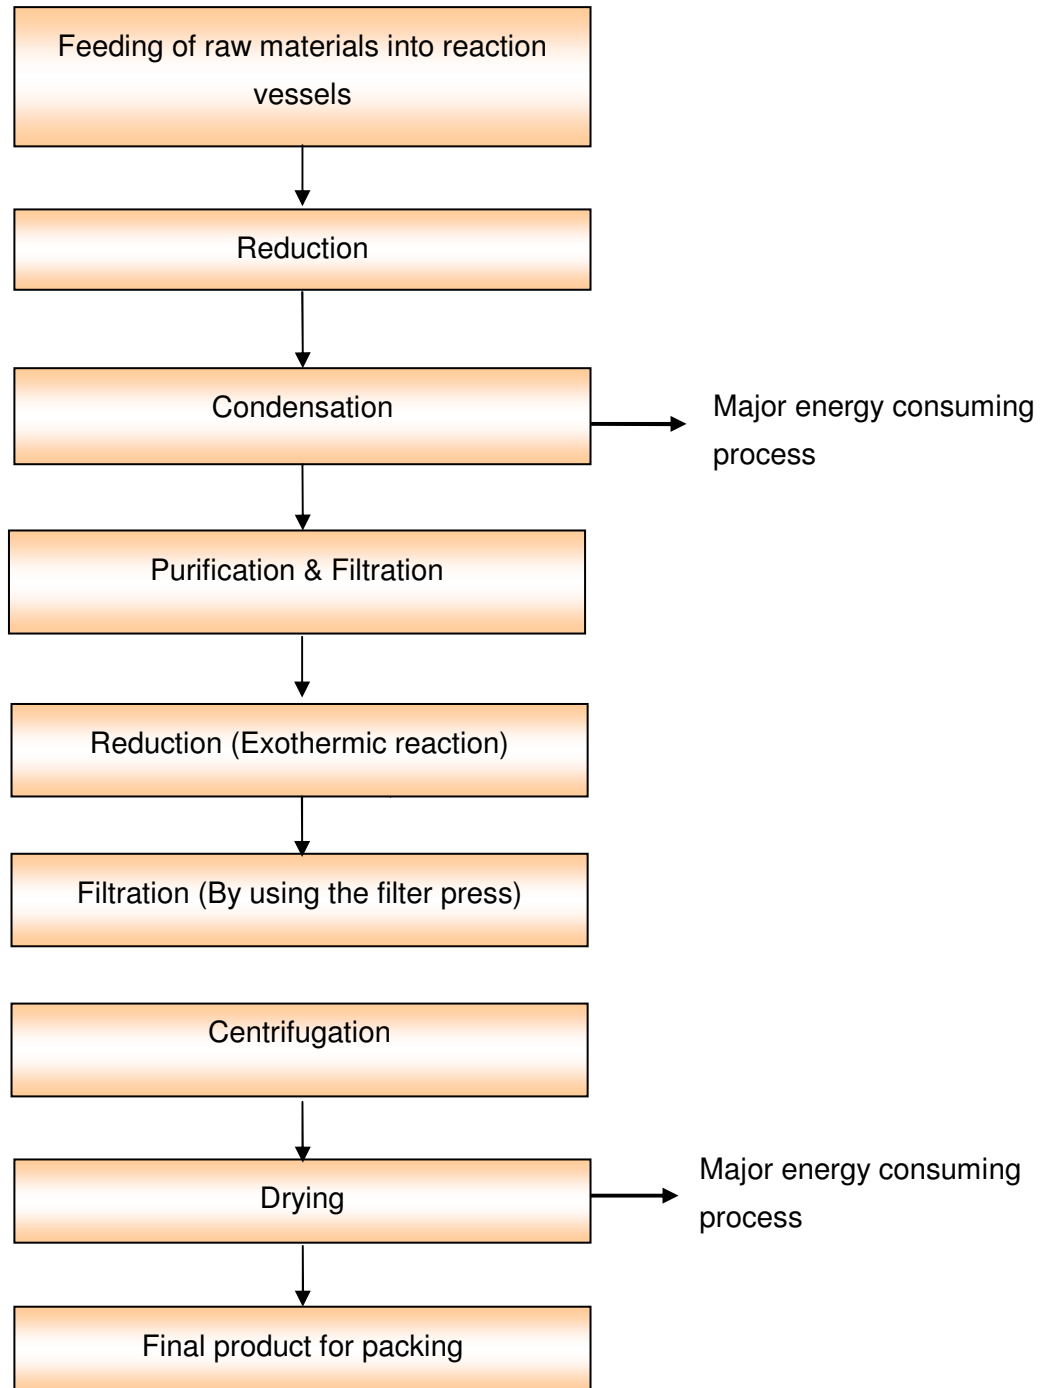 Feeding of raw materials into reaction
vessels
Reduction
Condensation
Major energy consuming
process
Purification & Filtration
Reduction (Exothermic reaction)
Filtration (By using the filter press)
Centrifugation
Drying
Major energy consuming
process
Final product for packing